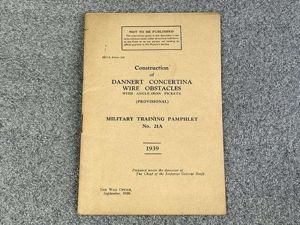 NOT TO BE PUBLISHED
Construction
of
DANNERT CONCERTINA
WIRE OBSTACLES
WITH ANGLE-IRON PICKETS.
(PROVISIONAL)
MILITARY TRAINING PAMPHLET
No. 21A
1939
Prepared under the direction of
The Chief of the Imperial General Staff.
THE WAR OFFICE,
September, 1939.